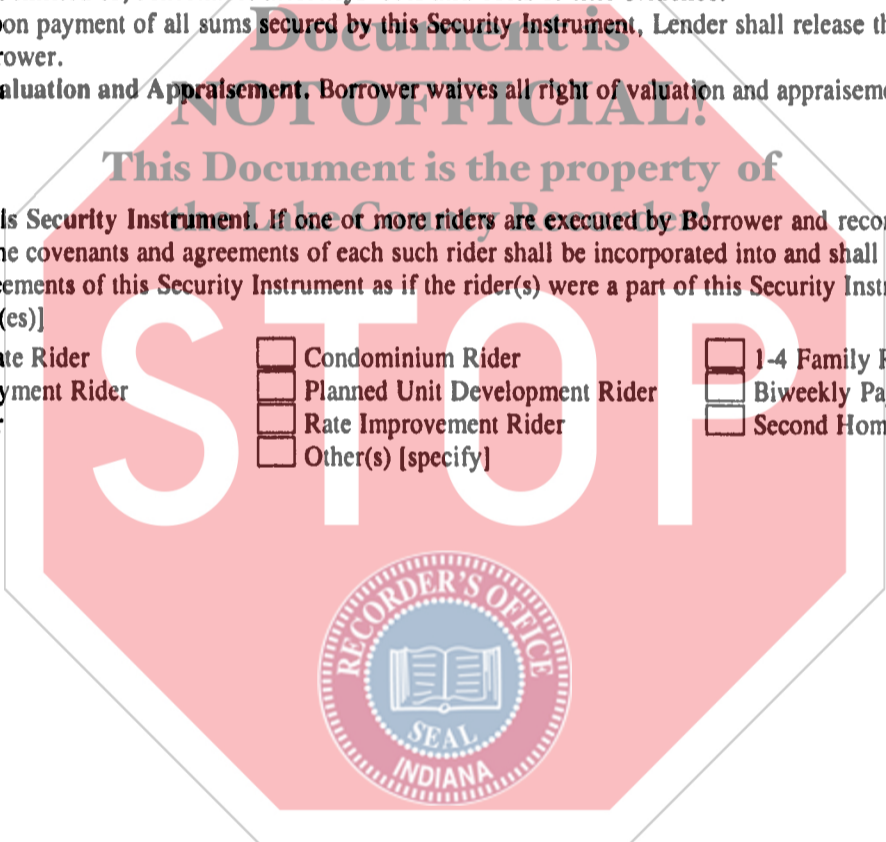 Document is
on payment of all sums secured by this Security Instrument, Lender shall release th
ower.
aluation and Appraisement. Borrower waives all right of valuation and appraiseme
NOT OFFICIAL!
This Document is the property of
the Lake County Recorder!
is Security Instrument. If one or more riders are executed by Borrower and recor
he covenants and agreements of each such rider shall be incorporated into and shall
ements of this Security Instrument as if the rider(s) were a part of this Security Instr
(es)]
te Rider Condominium Rider 1-4 Family R
yment Rider Planned Unit Development Rider Biweekly Pa
Rate Improvement Rider Second Hom
Other(s) [specify]
STOP
RECORDER'S OFFICE
SEAL
INDIANA